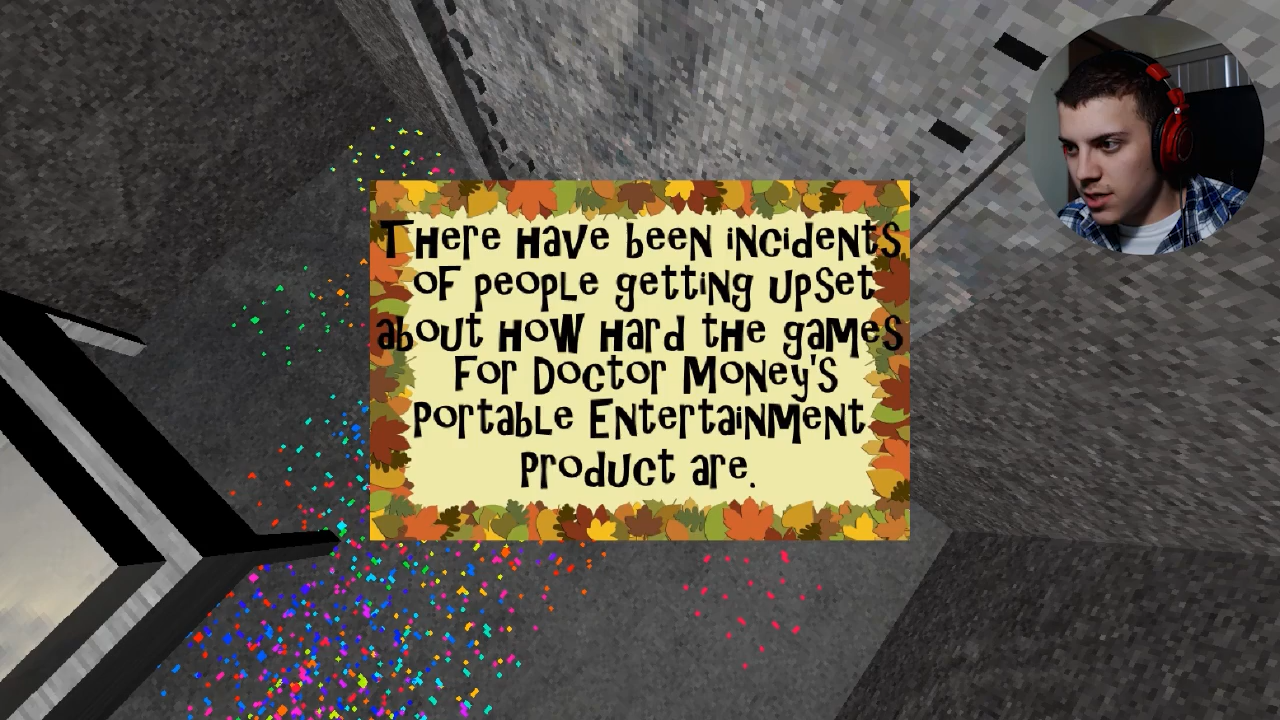 There have been incidents
of people getting upset
about how hard the games
for Doctor Money's
Portable Entertainment
Product are.